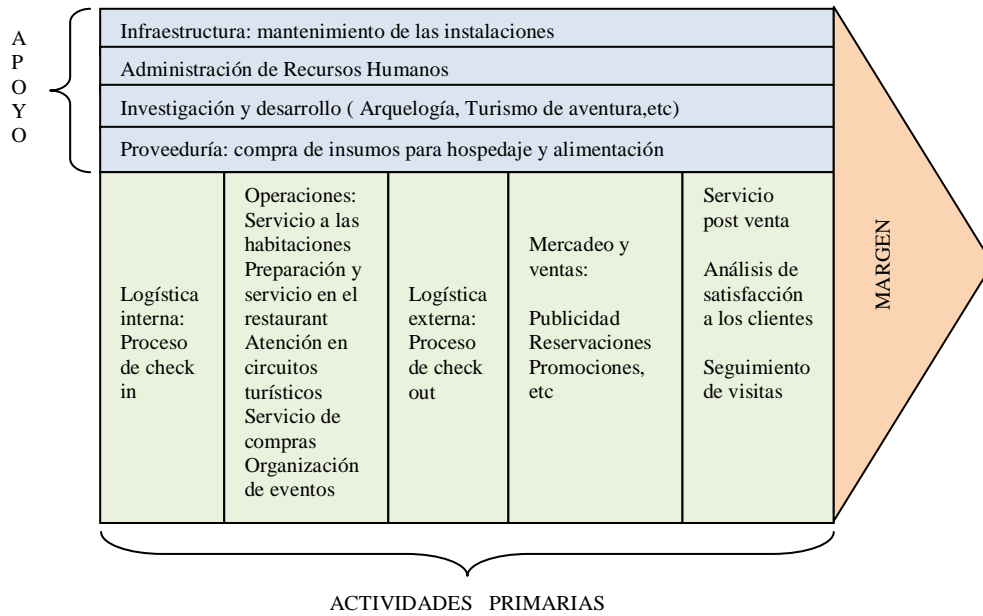 A
P
O
Y
O
Infraestructura: mantenimiento de las instalaciones
Administración de Recursos Humanos
Investigación y desarrollo ( Arquelogía, Turismo de aventura,etc)
Proveeduría: compra de insumos para hospedaje y alimentación
Logística
interna:
Proceso
de check
in
Operaciones:
Servicio a las
habitaciones
Preparación y
servicio en el
restaurant
Atención en
circuitos
turísticos
Servicio de
compras
Organización
de eventos
Logística
externa:
Proceso
de check
out
Mercadeo y
ventas:
Publicidad
Reservaciones
Promociones,
etc
Servicio
post venta
Análisis de
satisfacción
a los clientes
Seguimiento
de visitas
MARGEN
ACTIVIDADES PRIMARIAS